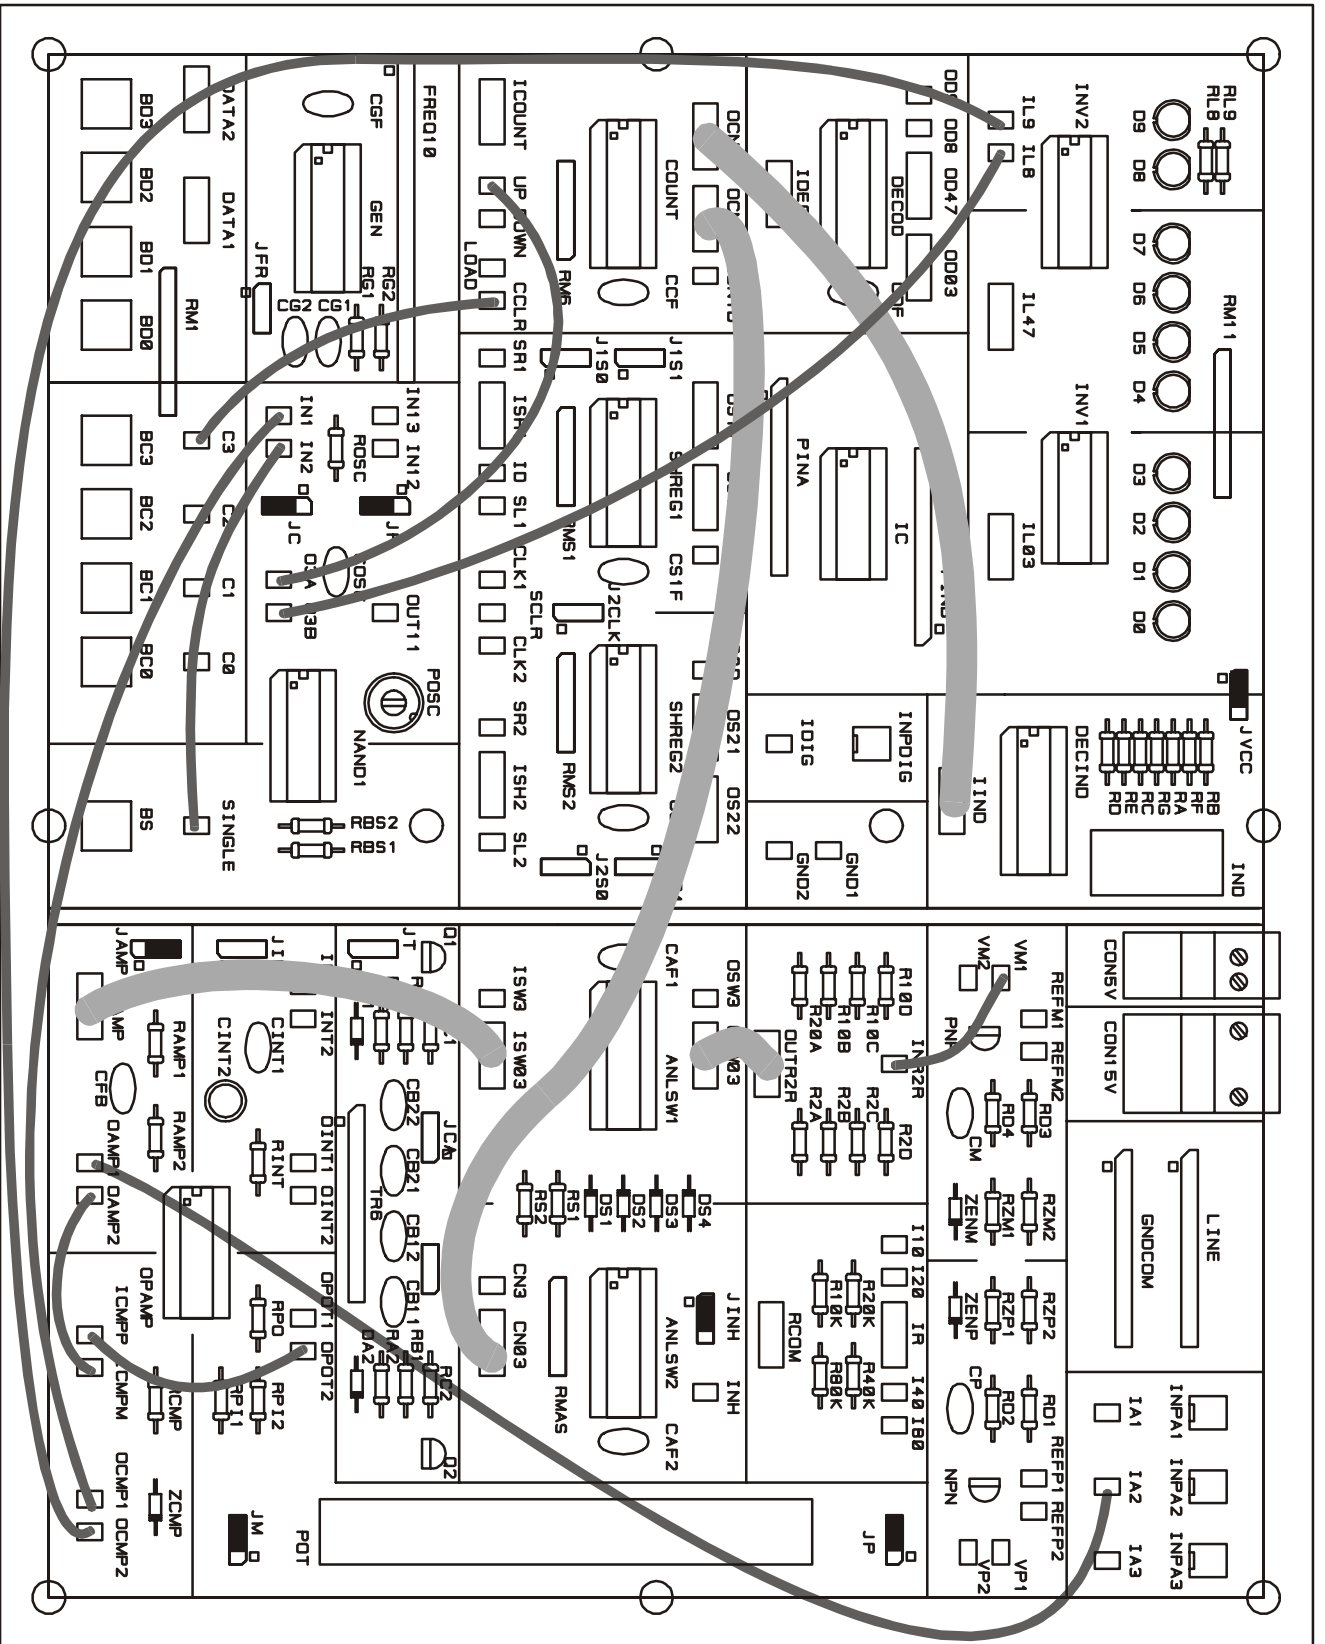 BD3
BD2
BD1
BD0
BC3
BC2
BC1
BC0
BS
DATA2
DATA1
RM1
C3
C2
C1
C0
SINGLE
JFR
CGF
GEN
RG1
RG2
CG2
CG1
FREQ10
IN1
IN2
ROSC
IN13
IN12
JC
OUT11
POSC
NAND1
RBS2
RBS1
ICOUNT
UP
DOWN
LOAD
CCLR
COUNT
RM6
CCF
SR1
J1S0
J1S1
ID
SL1
CLK1
SCLR
CLK2
J2CLK
RMS1
SHREG1
CS1F
SR2
ISH2
SL2
RMS2
SHREG2
OS21
OS22
J2S0
OD8
OD47
OD03
DECOD
PINA
IC
IDIG
INPDIG
GND2
GND1
IL9
IL8
IL47
IL03
INV2
INV1
RL9
RL8
D9
D8
D7
D6
D5
D4
D3
D2
D1
D0
RM11
JVCC
IIND
DECIND
RD
RE
RC
RG
RA
RF
RB
IND
JAMP
RAMP1
CFB
RAMP2
OAMP1
OAMP2
OPAMP
ICMPP
OCMP1
OCMP2
ZCMP
CINT2
CINT1
INT2
RINT
OINT1
OINT2
RPO
OPOT1
OPOT2
RPI1
RPI2
JM
POT
JP
JT
Q1
CB22
CB21
CB12
CB11
TR6
Q2
ISW3
ISW03
CAF1
OSW3
ANLSW1
RS2
RS1
DS1
DS2
DS3
DS4
CN3
CN03
RMAS
ANLSW2
CAF2
JINH
INH
OUTR2R
R20A
R10B
R10C
R10D
R2A
R2B
R2C
R2D
RCOM
R10K
R20K
R80K
R40K
I10
I20
IR
I40
I80
VM2
VM1
REFM1
REFM2
CM
RD4
RD3
ZENM
RZM1
RZM2
ZENP
RZP1
RZP2
CP
RD2
RD1
NPN
REFP1
REFP2
VP2
VP1
CON5V
CON15V
GNDCOM
LINE
IA1
IA2
IA3
INPA1
INPA2
INPA3